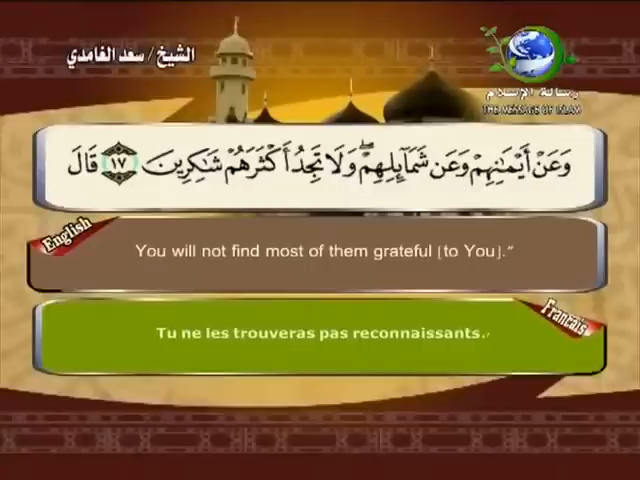 الشيخ / سعد الغامدي
رسالة الإسلام
THE MESSAGE OF ISLAM
وَعَنْ أَيْمَٰنِهِمْ وَعَن شَمَآئِلِهِمْ ۖ وَلَا تَجِدُ أَكْثَرَهُمْ شَٰكِرِينَ ١٧ قَالَ
English
You will not find most of them grateful [to You]."
Francais
Tu ne les trouveras pas reconnaissants.